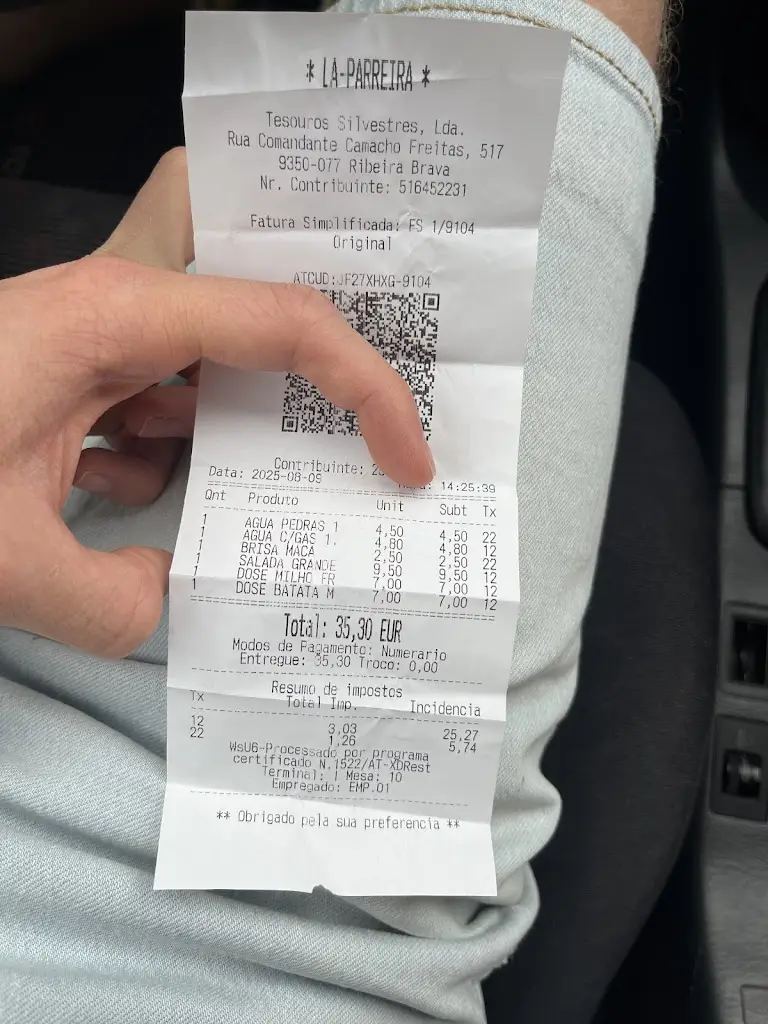 * LA-PARREIRA *
Tesouros Silvestres, Lda.
Rua Comandante Camacho Freitas, 517
9350-077 Ribeira Brava
Nr. Contribuinte: 516452231
Fatura Simplificada: FS 1/9104
Original
ATCUD:JF27XHXG-9104
Contribuinte:
Data: 2025-08-09 14:25:39
Qnt Produto Unit Subt Tx
1 AGUA PEDRAS 1 4,50 4,50 22
1 AGUA C/GAS 1. 4,80 4,80 12
1 BRISA MACA 2,50 2,50 22
1 SALADA GRANDE 9,50 9,50 12
1 DOSE MILHO FR 7,00 7,00 12
1 DOSE BATATA M 7,00 7,00 12
Total: 35,30 EUR
Modos de Pagamento: Numerario
Entregue: 35,30 Troco: 0,00
Resumo de impostos
Tx Total Imp. Incidencia
12 3,03 25,27
22 1,26 5,74
WsU6-Processado por programa
certificado N.1522/AT-XDRest
Terminal: 1 Mesa: 10
Empregado: EMP.01
** Obrigado pela sua preferencia **